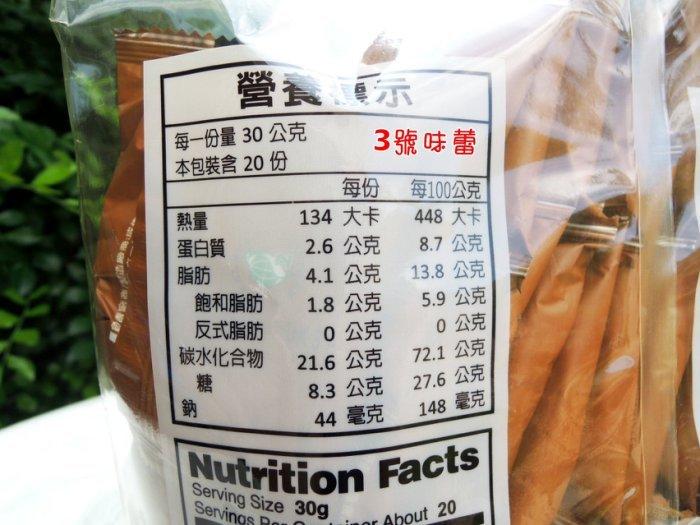 營養標示
每一份量 30 公克
3號味蕾
本包裝含 20 份
每份 每100公克
熱量 134 大卡 448 大卡
蛋白質 2.6 公克 8.7 公克
脂肪 4.1 公克 13.8 公克
飽和脂肪 1.8 公克 5.9 公克
反式脂肪 0 公克 0 公克
碳水化合物 21.6 公克 72.1 公克
糖 8.3 公克 27.6 公克
鈉 44 毫克 148 毫克
Nutrition Facts
Serving Size 30g
Servings Per Container About 20